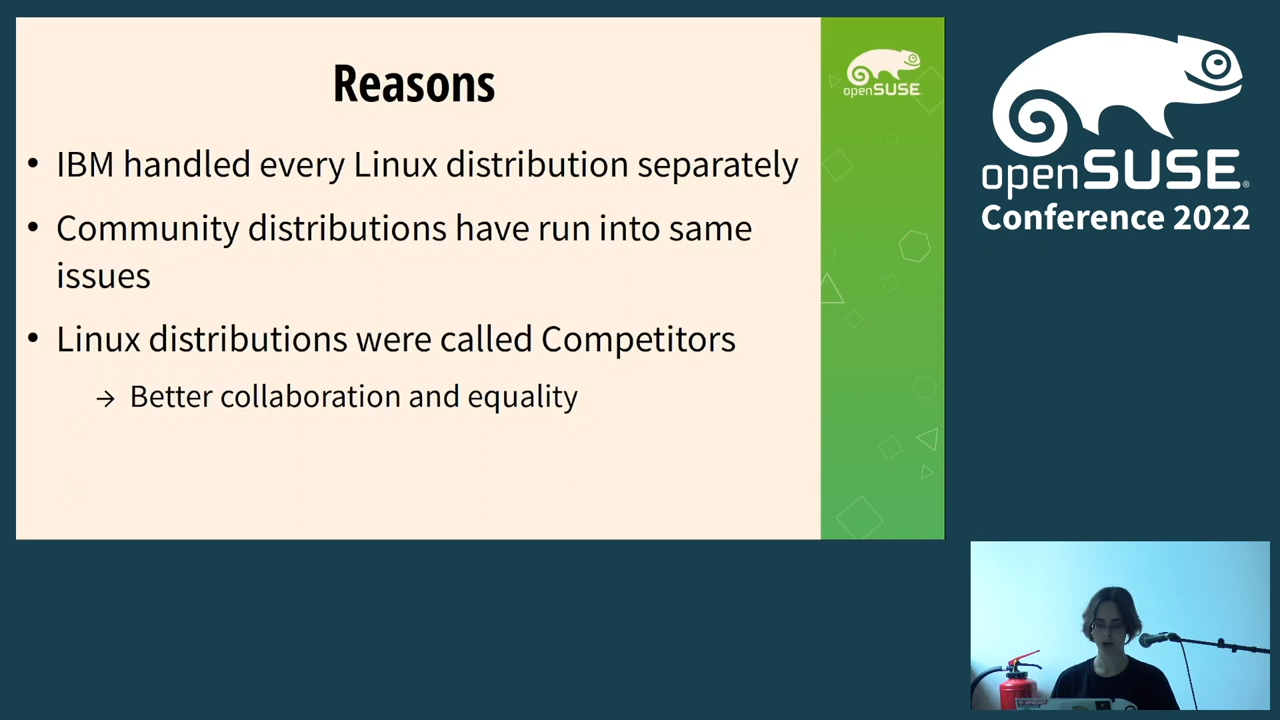 Reasons
• IBM handled every Linux distribution separately
• Community distributions have run into same
issues
• Linux distributions were called Competitors
→ Better collaboration and equality
openSUSE
openSUSE®
Conference 2022